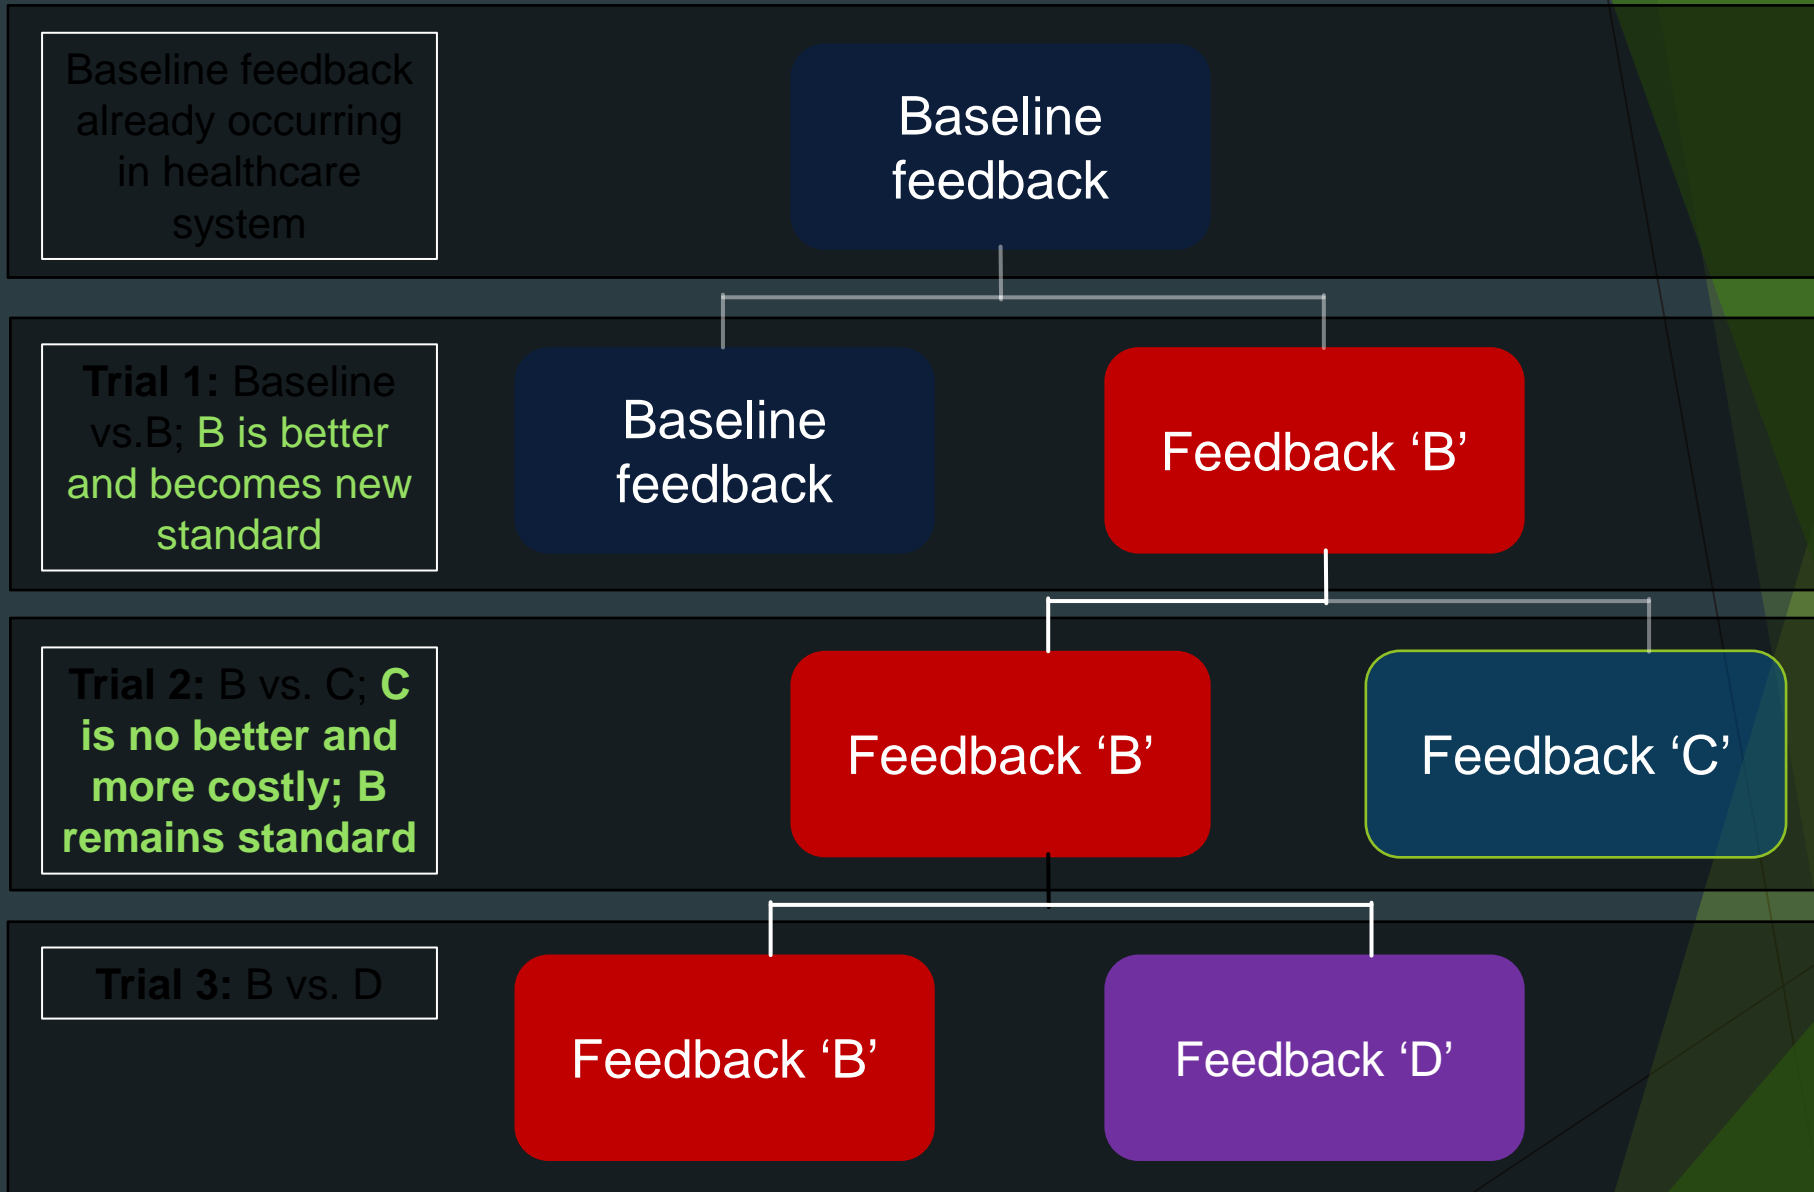 Baseline feedback
already occurring
in healthcare
system
Baseline
feedback
Trial 1: Baseline
vs.B; B is better
and becomes new
standard
Baseline
feedback
Feedback ‘B’
Trial 2: B vs. C; C
is no better and
more costly; B
remains standard
Feedback ‘B’
Feedback ‘C’
Trial 3: B vs. D
Feedback ‘B’
Feedback ‘D’